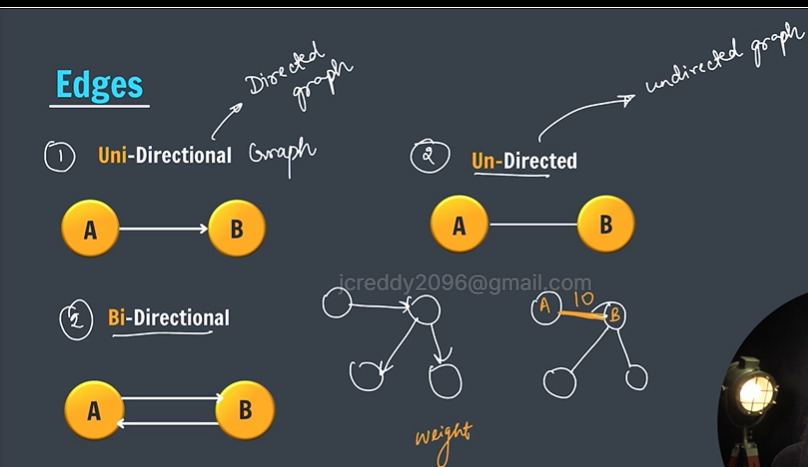 Edges
Directed
graph
undirected graph
1 Uni-Directional Graph
2 Un-Directed
A B
A B
jcreddy2096@gmail.com
2 Bi-Directional
A 10 B
A B
weight